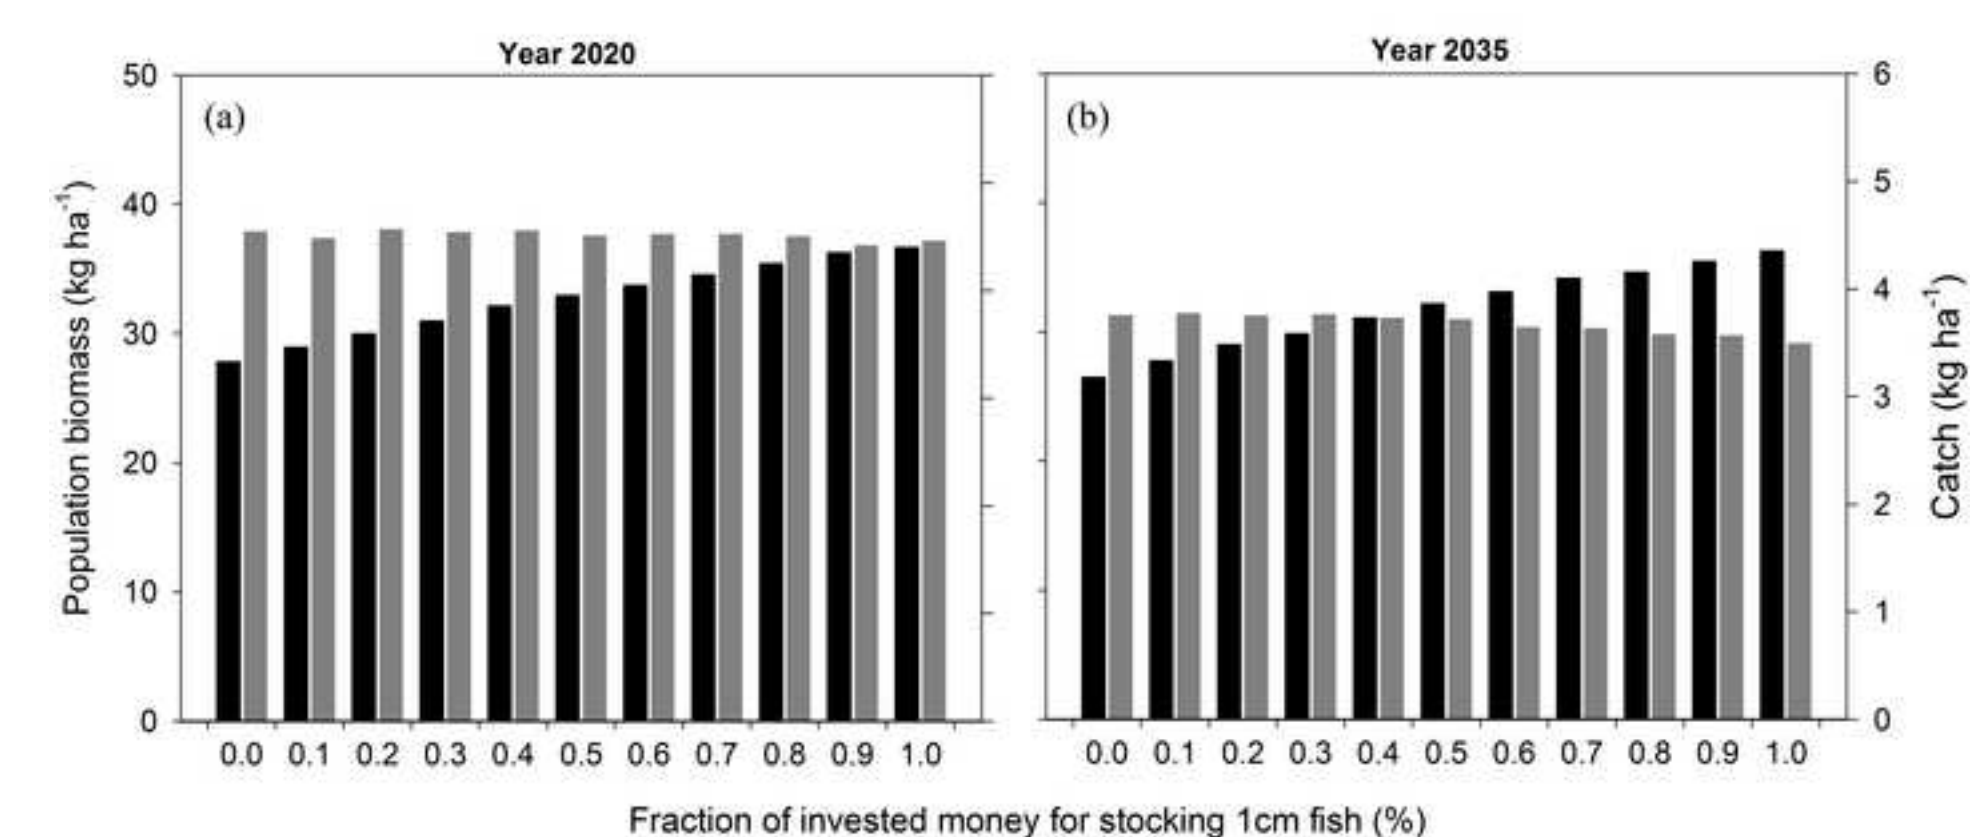 Year 2020
Year 2035
(a)
(b)
Population biomass (kg ha⁻¹)
50
40
30
20
10
0
6
5
4
3
2
1
0
Catch (kg ha⁻¹)
0.0 0.1 0.2 0.3 0.4 0.5 0.6 0.7 0.8 0.9 1.0
0.0 0.1 0.2 0.3 0.4 0.5 0.6 0.7 0.8 0.9 1.0
Fraction of invested money for stocking 1cm fish (%)